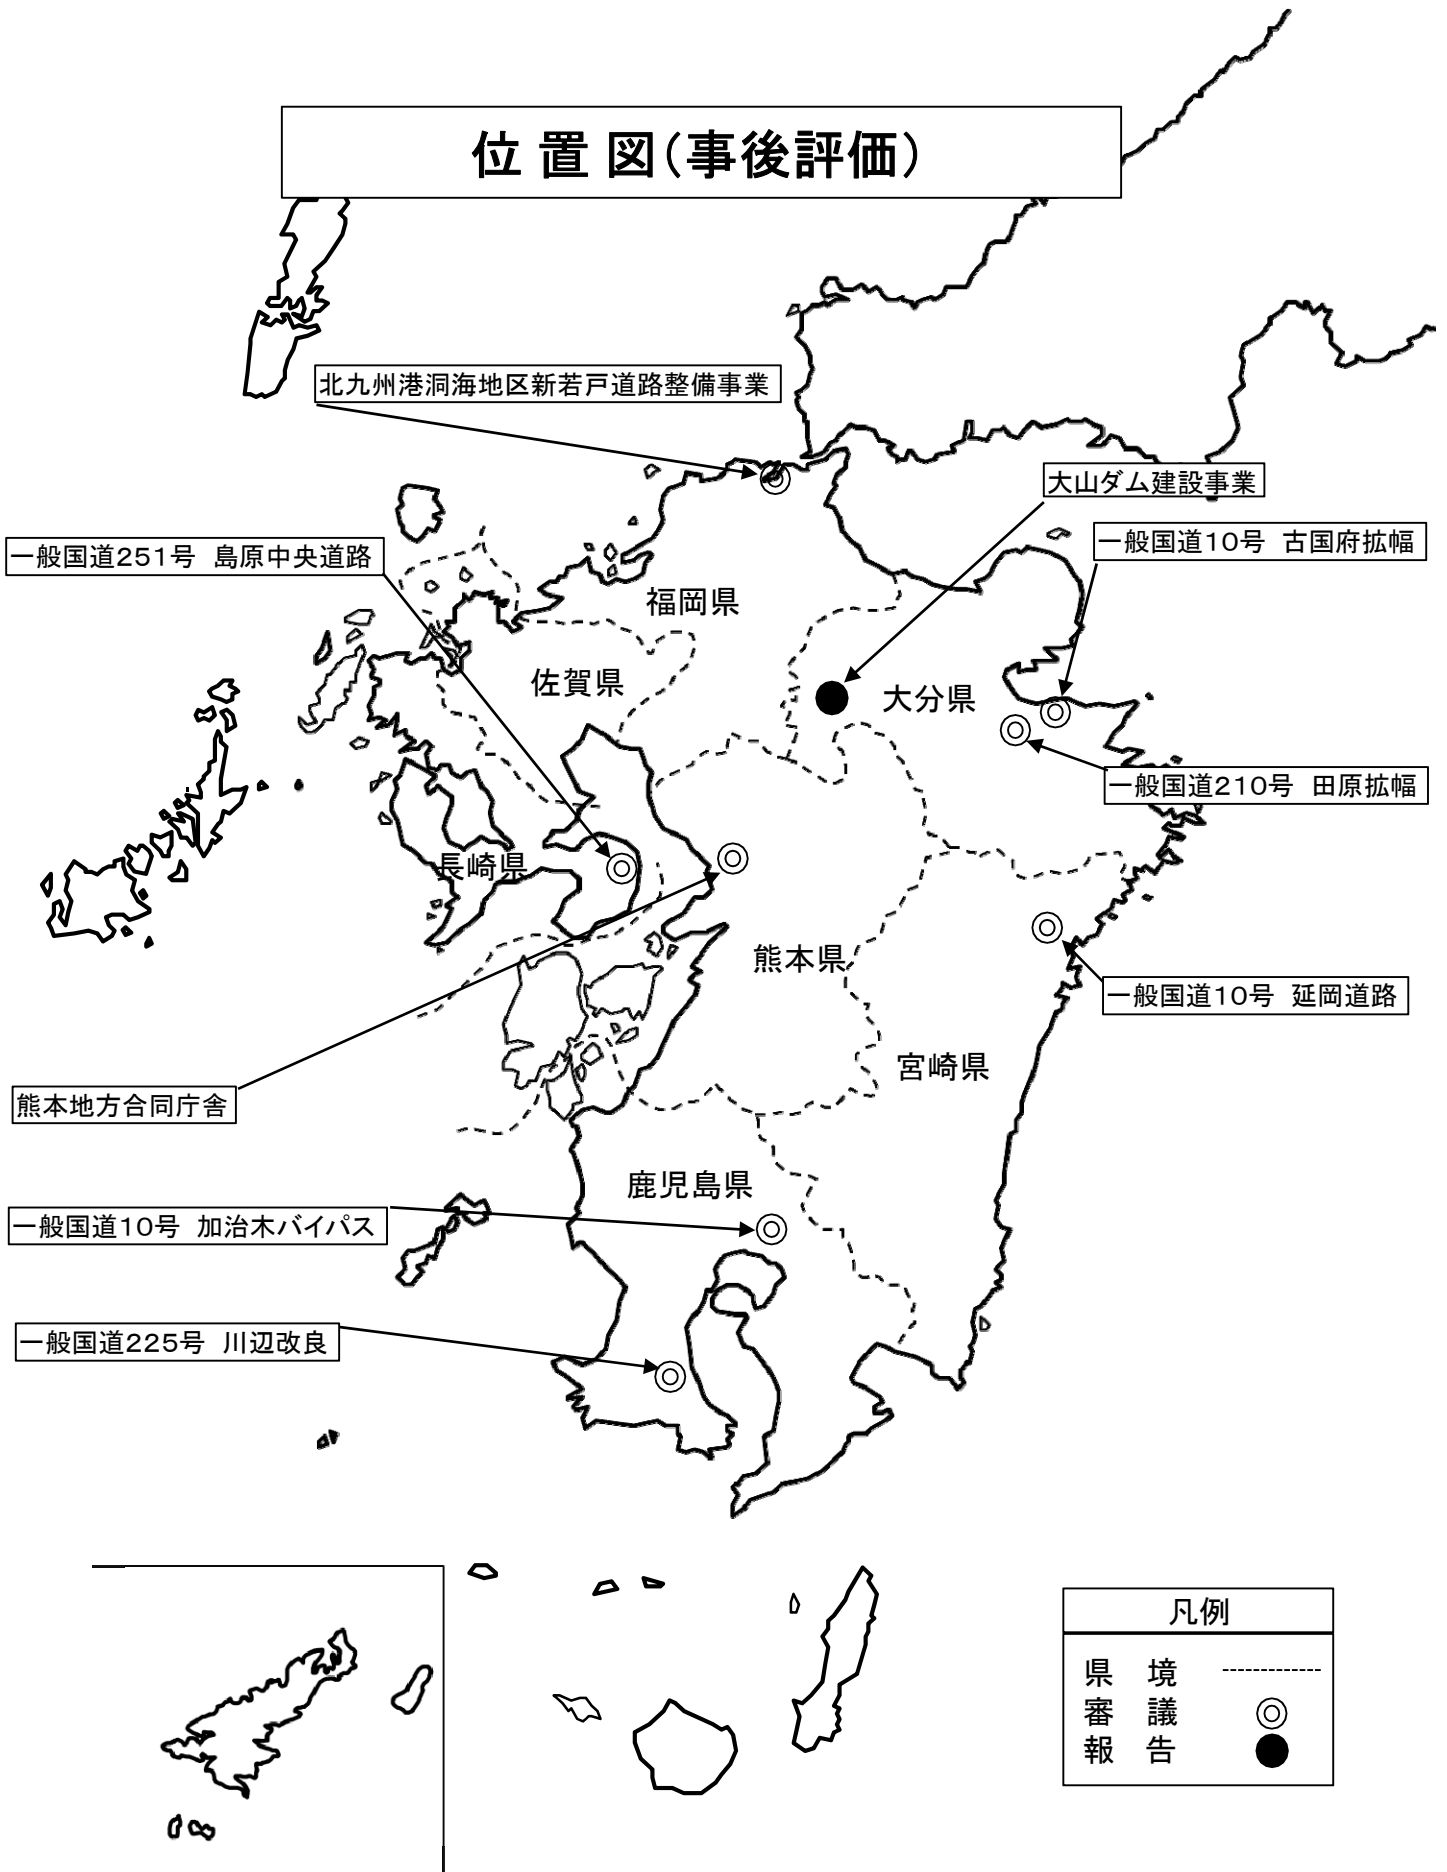 位 置 図(事後評価)
北九州港洞海地区新若戸道路整備事業
大山ダム建設事業
一般国道10号 古国府拡幅
一般国道251号 島原中央道路
福岡県
佐賀県
大分県
一般国道210号 田原拡幅
長崎県
熊本県
一般国道10号 延岡道路
宮崎県
熊本地方合同庁舎
鹿児島県
一般国道10号 加治木バイパス
一般国道225号 川辺改良
凡例
県 境
審 議
報 告